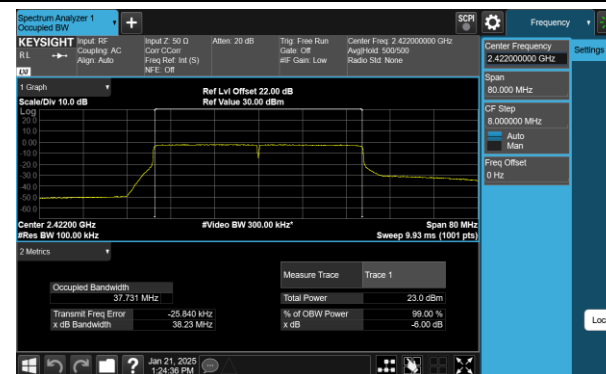 Spectrum Analyzer 1
Occupied BW
SCPI
Frequency
KEYSIGHT
RL
LXI
Input: RF
Coupling: AC
Align: Auto
Input Z: 50 Ω
Corr CCorr
Freq Ref: Int (S)
NFE: Off
Atten: 20 dB
Trig: Free Run
Gate: Off
#IF Gain: Low
Center Freq: 2.422000000 GHz
Avg|Hold: 500/500
Radio Std: None
Center Frequency
2.422000000 GHz
Settings
Span
80.000 MHz
CF Step
8.000000 MHz
Auto
Man
Freq Offset
0 Hz
1 Graph
Scale/Div 10.0 dB
Ref Lvl Offset 22.00 dB
Ref Value 30.00 dBm
Log
20.0
10.0
0.00
-10.0
-20.0
-30.0
-40.0
-50.0
-60.0
Center 2.42200 GHz
#Res BW 100.00 kHz
#Video BW 300.00 kHz*
Span 80 MHz
Sweep 9.93 ms (1001 pts)
2 Metrics
Measure Trace Trace 1
Occupied Bandwidth
37.731 MHz
Total Power 23.0 dBm
Transmit Freq Error -25.840 kHz
% of OBW Power 99.00 %
x dB Bandwidth 38.23 MHz
x dB -6.00 dB
Loc
?
Jan 21, 2025
1:24:36 PM